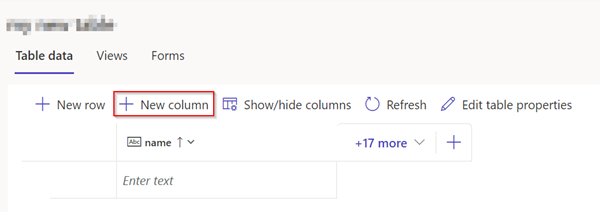 Table data Views Forms
New row New column Show/hide columns Refresh Edit table properties
Abc name +17 more
Enter text